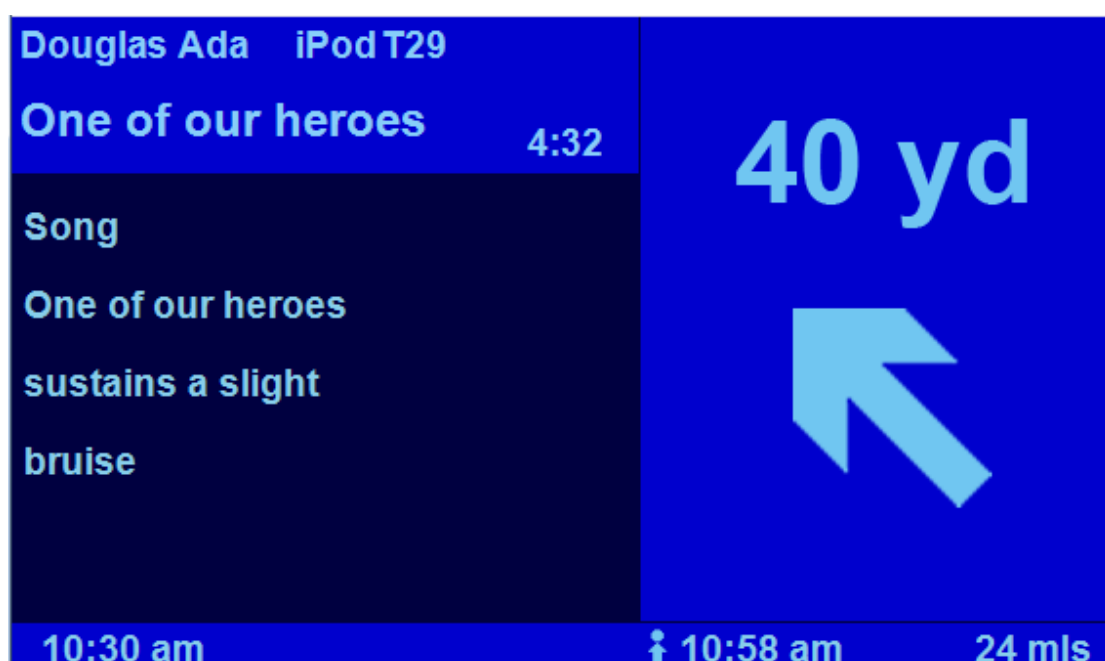 Douglas Ada iPod T29
One of our heroes 4:32
Song
One of our heroes
sustains a slight
bruise
40 yd
10:30 am 10:58 am 24 mls